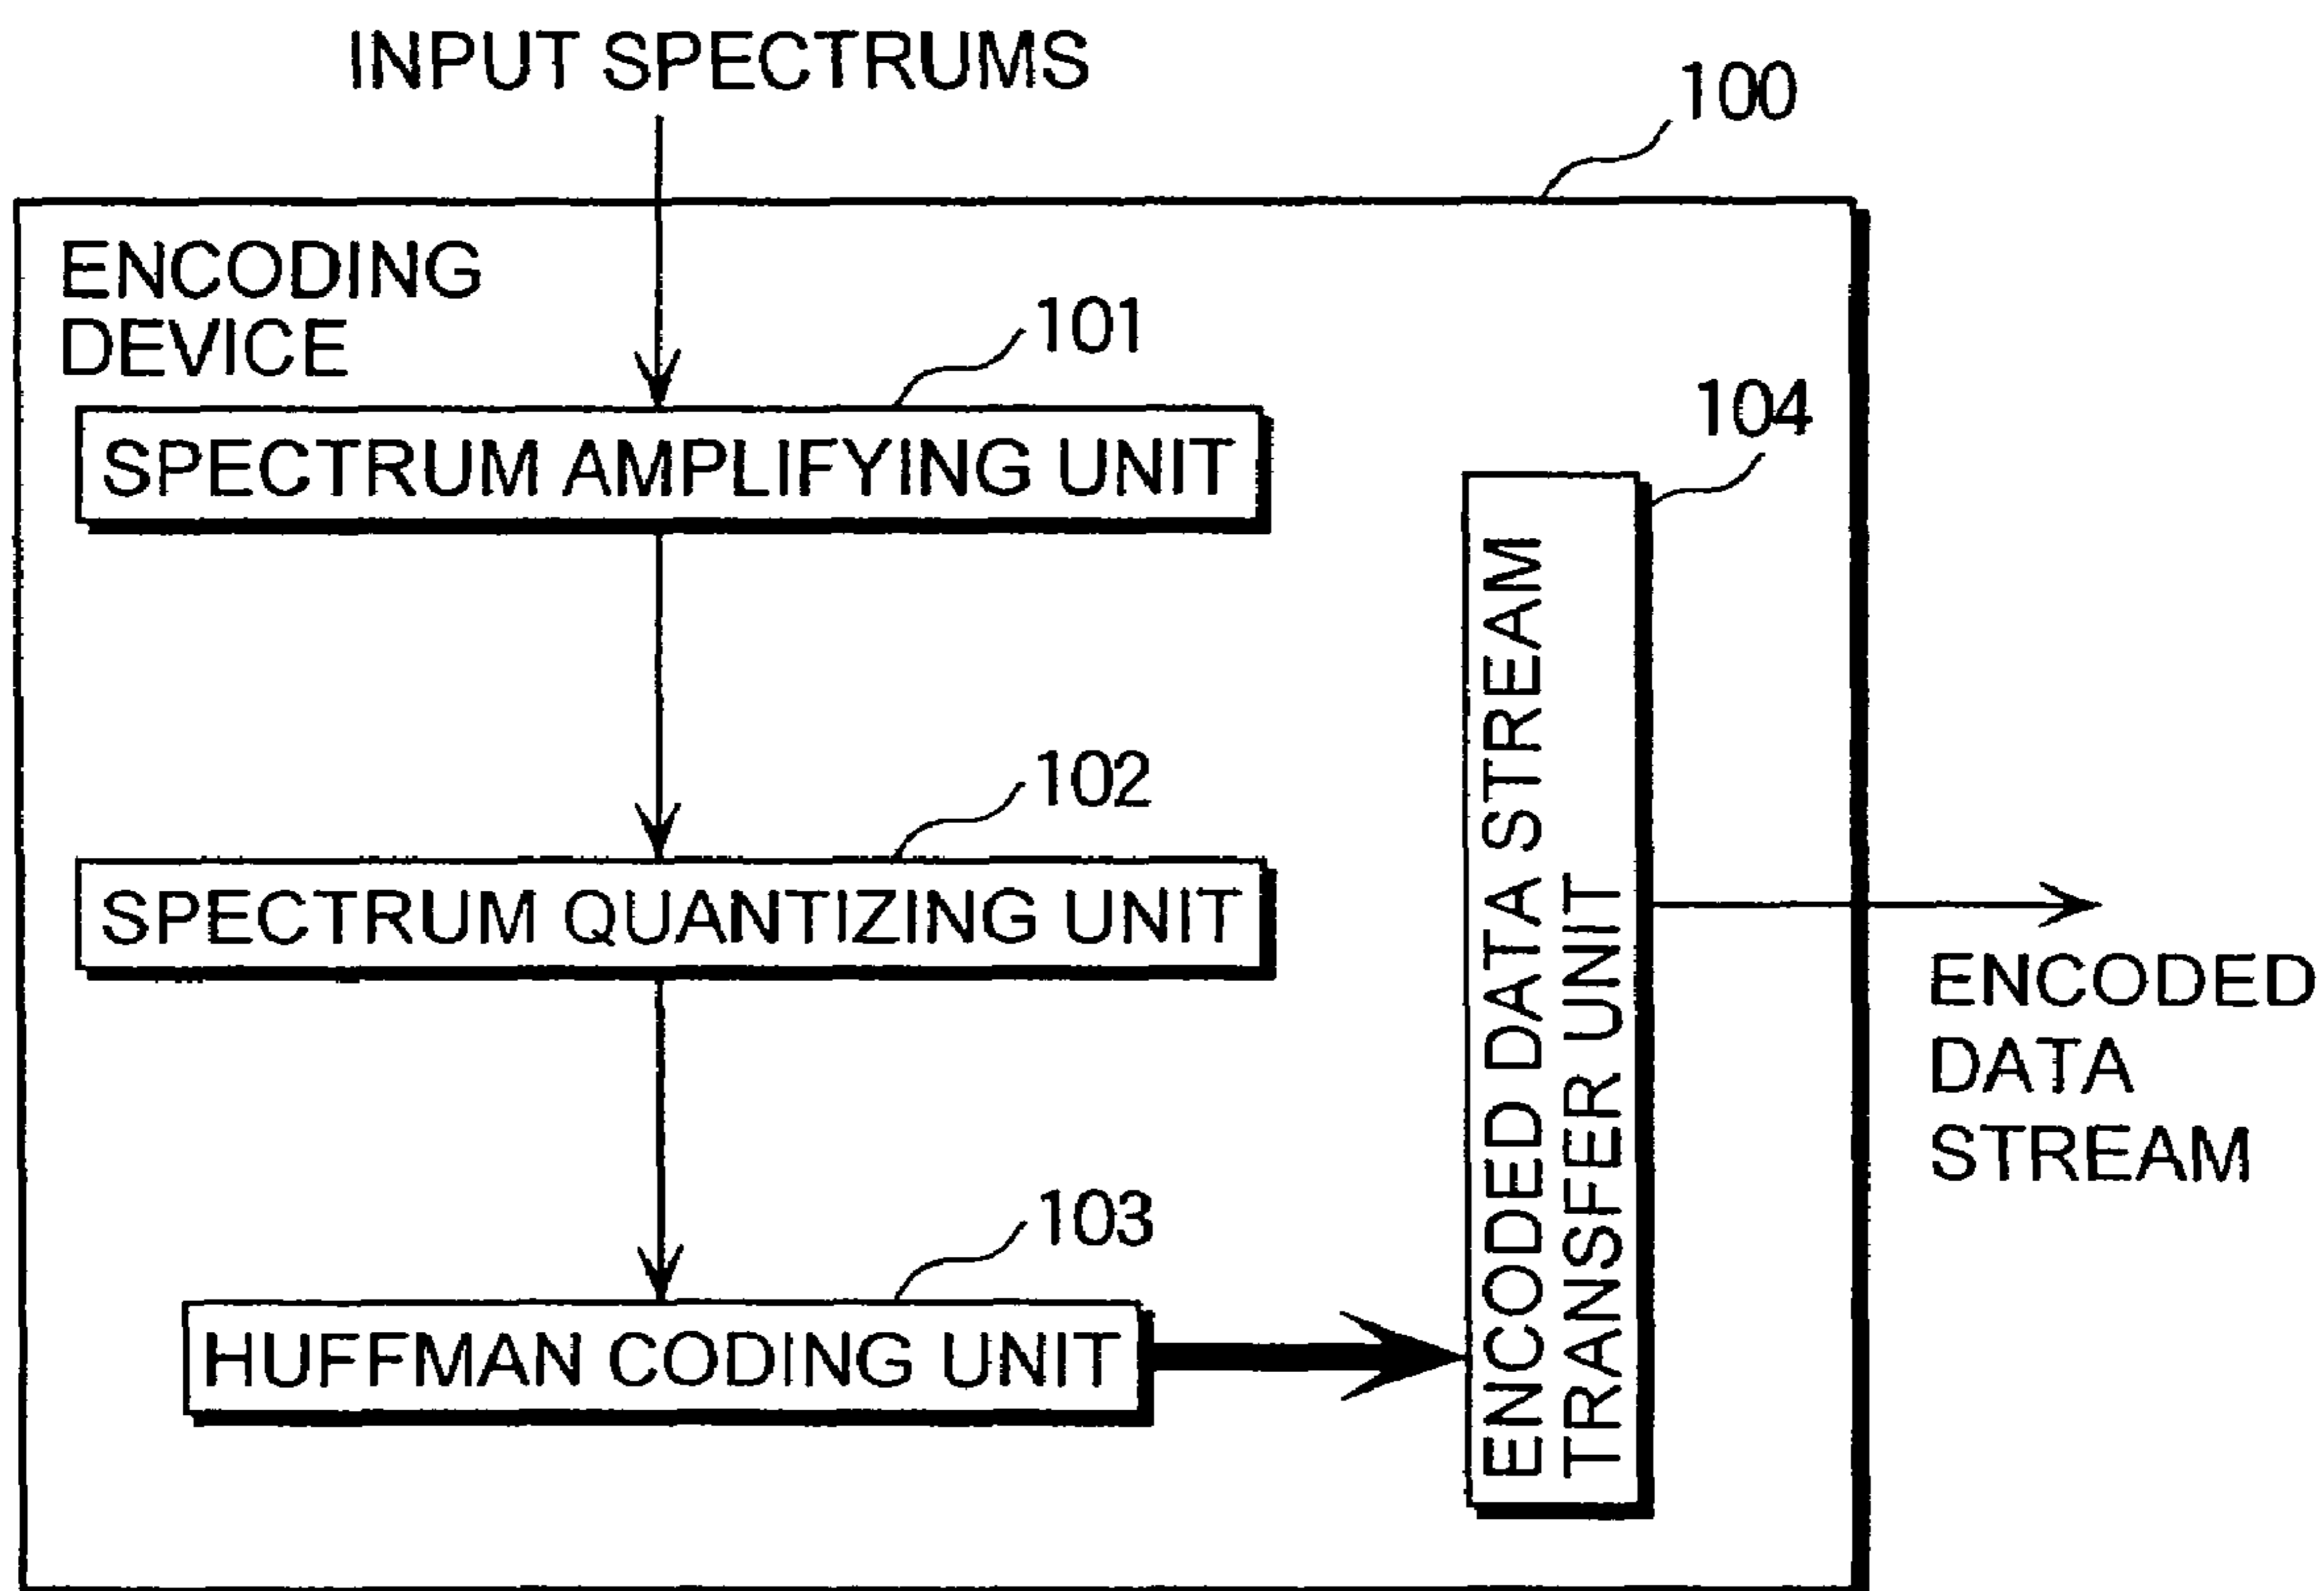 INPUT SPECTRUMS
100
ENCODING
DEVICE
101
SPECTRUM AMPLIFYING UNIT
104
ENCODED DATA STREAM
TRANSFER UNIT
102
SPECTRUM QUANTIZING UNIT
ENCODED
DATA
STREAM
103
HUFFMAN CODING UNIT